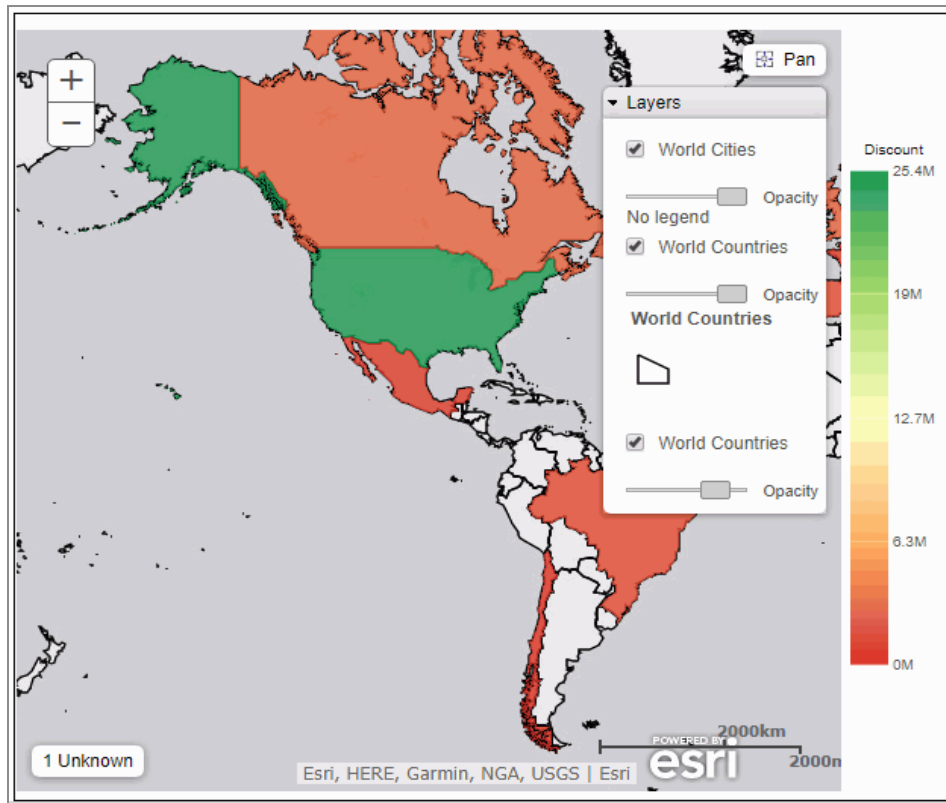 +
−
Pan
Layers
World Cities
Opacity
No legend
World Countries
Opacity
World Countries
World Countries
Opacity
Discount
25.4M
19M
12.7M
6.3M
0M
1 Unknown
Esri, HERE, Garmin, NGA, USGS | Esri
2000km
POWERED BY
esri
2000m